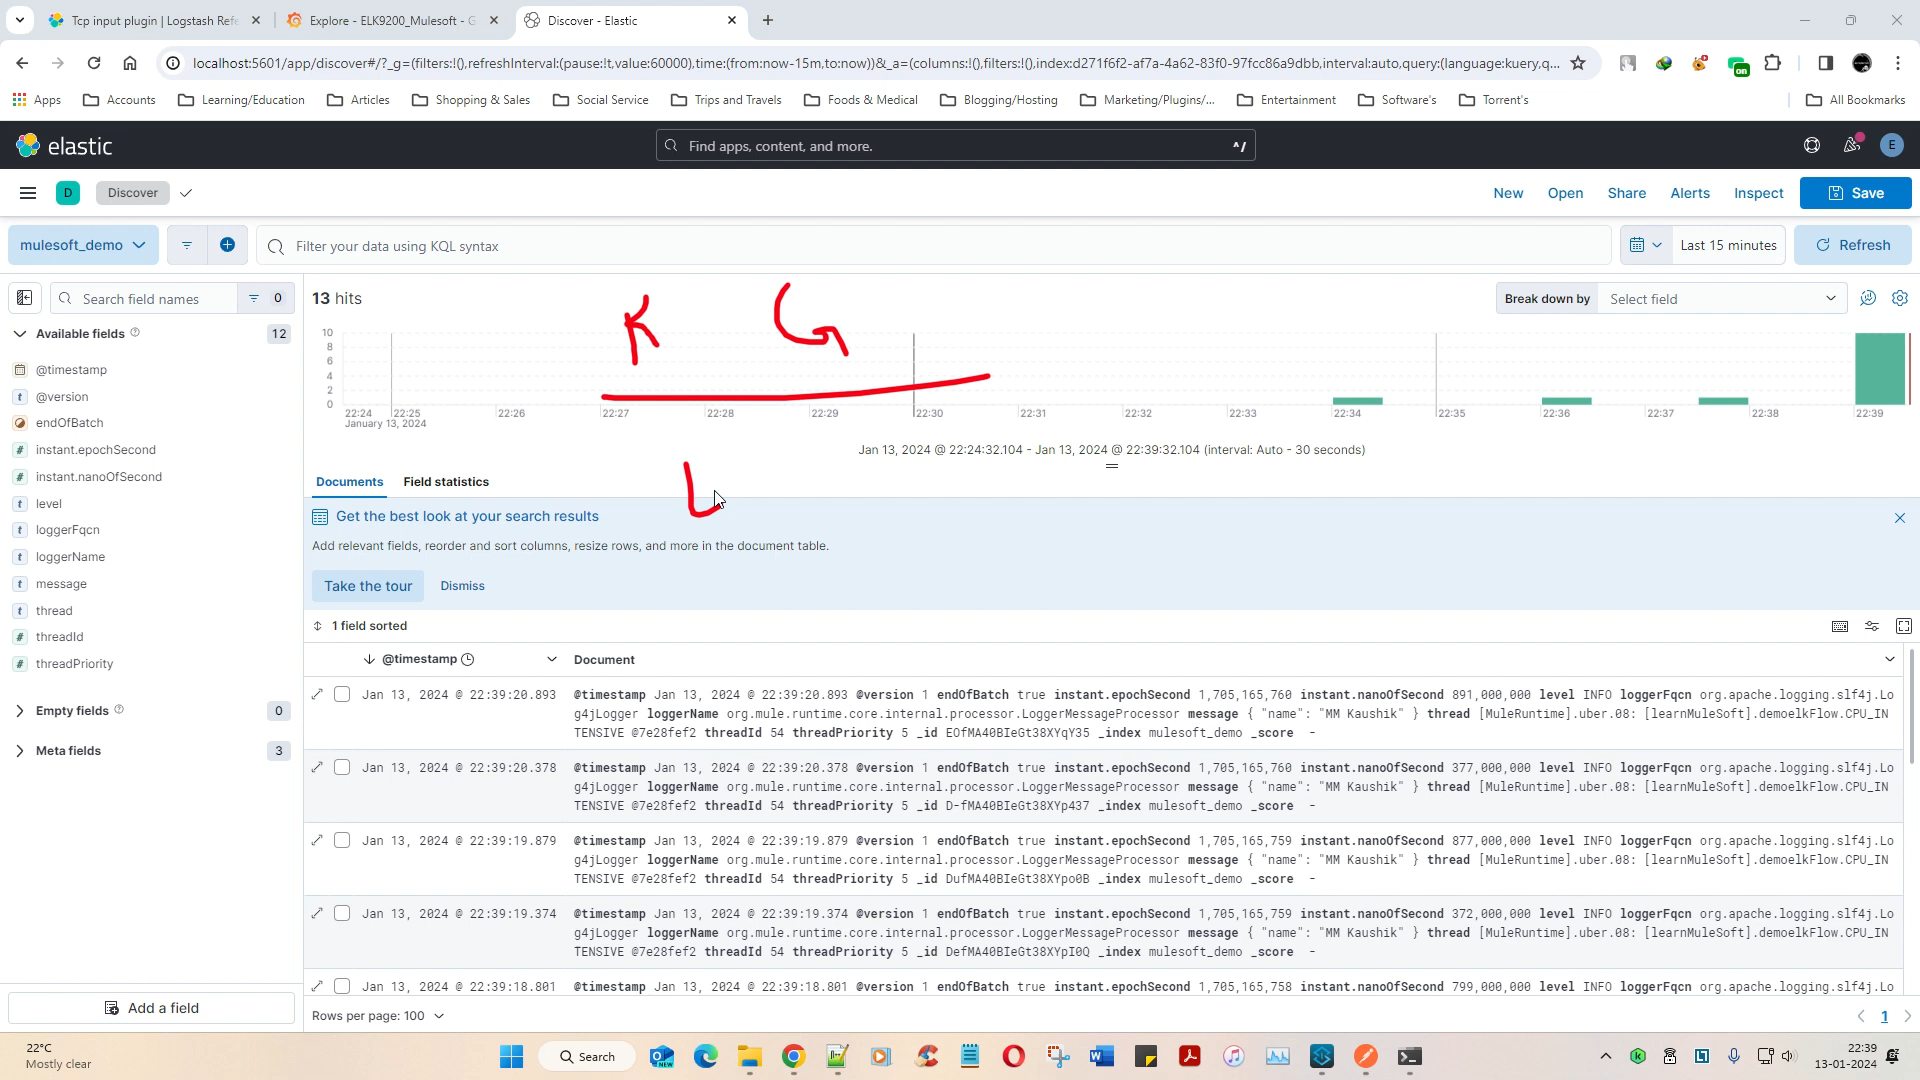 Tcp input plugin | Logstash Refe
Explore - ELK9200_Mulesoft - G
Discover - Elastic
localhost:5601/app/discover#/?_g=(filters:!(),refreshInterval:(pause:!t,value:60000),time:(from:now-15m,to:now))&_a=(columns:!(),filters:!(),index:d271f6f2-af7a-4a62-83f0-97fcc86a9dbb,interval:auto,query:(language:kuery,q...
on
Apps Accounts Learning/Education Articles Shopping & Sales Social Service Trips and Travels Foods & Medical Blogging/Hosting Marketing/Plugins/... Entertainment Software's Torrent's All Bookmarks
elastic
Find apps, content, and more. ^/
E
D Discover
New Open Share Alerts Inspect Save
mulesoft_demo
Filter your data using KQL syntax
Last 15 minutes Refresh
Search field names 0
13 hits
K G
Break down by Select field
Available fields 12
@timestamp
t @version
endOfBatch
# instant.epochSecond
# instant.nanoOfSecond
t level
t loggerFqcn
t loggerName
t message
t thread
# threadId
# threadPriority
Empty fields 0
Meta fields 3
Add a field
10
8
6
4
2
0
22:24 22:25 22:26 22:27 22:28 22:29 22:30 22:31 22:32 22:33 22:34 22:35 22:36 22:37 22:38 22:39
January 13, 2024
Jan 13, 2024 @ 22:24:32.104 - Jan 13, 2024 @ 22:39:32.104 (interval: Auto - 30 seconds)
L
Documents Field statistics
Get the best look at your search results
Add relevant fields, reorder and sort columns, resize rows, and more in the document table.
Take the tour Dismiss
1 field sorted
@timestamp Document
Jan 13, 2024 @ 22:39:20.893 @timestamp Jan 13, 2024 @ 22:39:20.893 @version 1 endOfBatch true instant.epochSecond 1,705,165,760 instant.nanoOfSecond 891,000,000 level INFO loggerFqcn org.apache.logging.slf4j.Lo
g4jLogger loggerName org.mule.runtime.core.internal.processor.LoggerMessageProcessor message { "name": "MM Kaushik" } thread [MuleRuntime].uber.08: [learnMuleSoft].demoelkFlow.CPU_IN
TENSIVE @7e28fef2 threadId 54 threadPriority 5 _id EOfMA40BIeGt38XYqY35 _index mulesoft_demo _score -
Jan 13, 2024 @ 22:39:20.378 @timestamp Jan 13, 2024 @ 22:39:20.378 @version 1 endOfBatch true instant.epochSecond 1,705,165,760 instant.nanoOfSecond 377,000,000 level INFO loggerFqcn org.apache.logging.slf4j.Lo
g4jLogger loggerName org.mule.runtime.core.internal.processor.LoggerMessageProcessor message { "name": "MM Kaushik" } thread [MuleRuntime].uber.08: [learnMuleSoft].demoelkFlow.CPU_IN
TENSIVE @7e28fef2 threadId 54 threadPriority 5 _id D-fMA40BIeGt38XYp437 _index mulesoft_demo _score -
Jan 13, 2024 @ 22:39:19.879 @timestamp Jan 13, 2024 @ 22:39:19.879 @version 1 endOfBatch true instant.epochSecond 1,705,165,759 instant.nanoOfSecond 877,000,000 level INFO loggerFqcn org.apache.logging.slf4j.Lo
g4jLogger loggerName org.mule.runtime.core.internal.processor.LoggerMessageProcessor message { "name": "MM Kaushik" } thread [MuleRuntime].uber.08: [learnMuleSoft].demoelkFlow.CPU_IN
TENSIVE @7e28fef2 threadId 54 threadPriority 5 _id DufMA40BIeGt38XYpo0B _index mulesoft_demo _score -
Jan 13, 2024 @ 22:39:19.374 @timestamp Jan 13, 2024 @ 22:39:19.374 @version 1 endOfBatch true instant.epochSecond 1,705,165,759 instant.nanoOfSecond 372,000,000 level INFO loggerFqcn org.apache.logging.slf4j.Lo
g4jLogger loggerName org.mule.runtime.core.internal.processor.LoggerMessageProcessor message { "name": "MM Kaushik" } thread [MuleRuntime].uber.08: [learnMuleSoft].demoelkFlow.CPU_IN
TENSIVE @7e28fef2 threadId 54 threadPriority 5 _id DefMA40BIeGt38XYpI0Q _index mulesoft_demo _score -
Jan 13, 2024 @ 22:39:18.801 @timestamp Jan 13, 2024 @ 22:39:18.801 @version 1 endOfBatch true instant.epochSecond 1,705,165,758 instant.nanoOfSecond 799,000,000 level INFO loggerFqcn org.apache.logging.slf4j.Lo
Rows per page: 100 1
22°C
Mostly clear
Search
22:39
13-01-2024